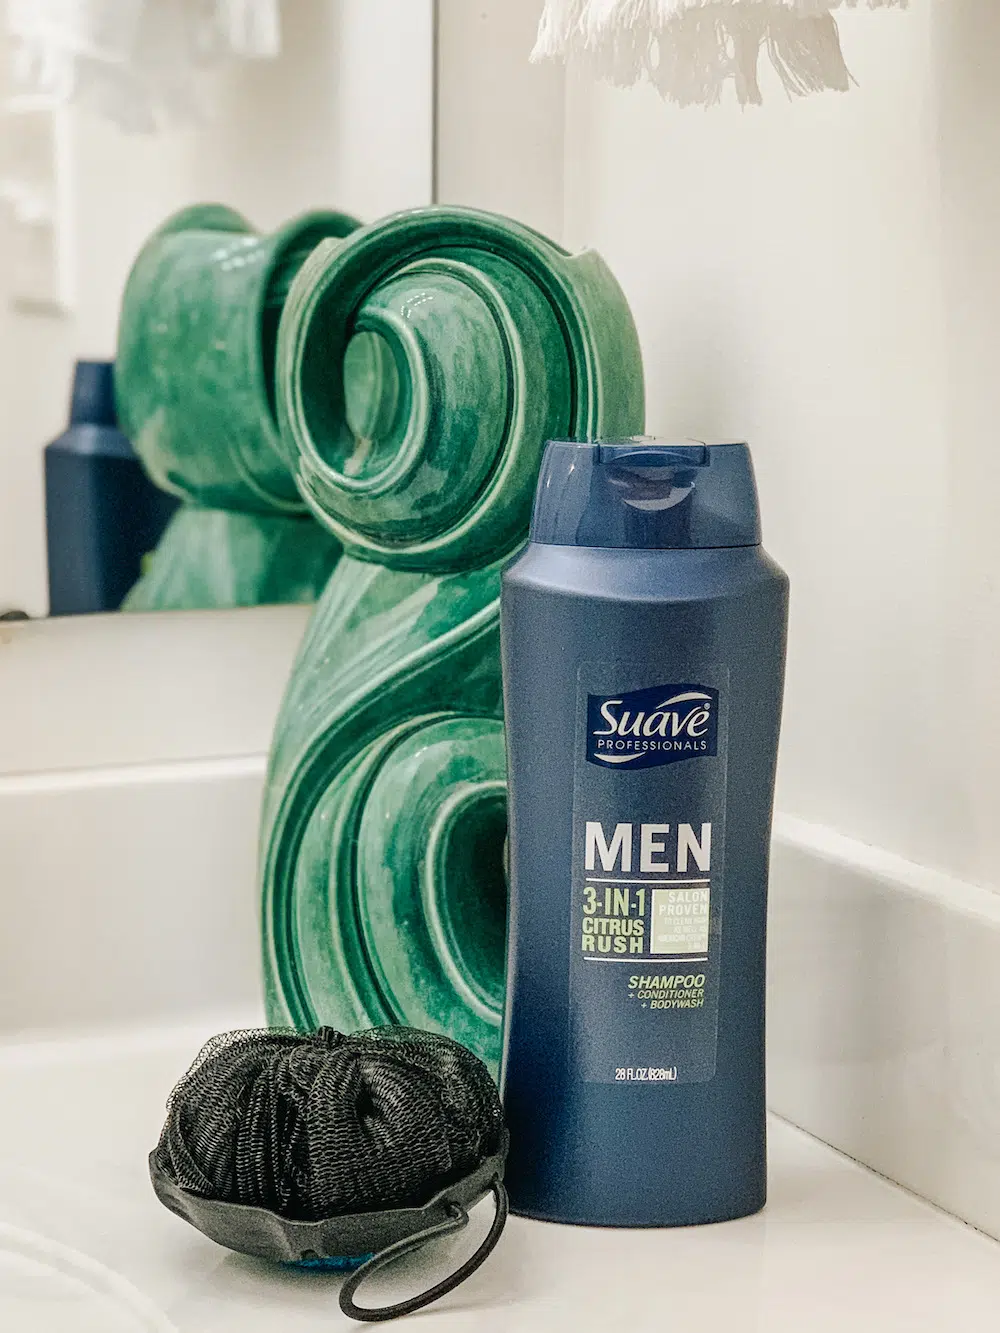 Suave®
PROFESSIONALS
MEN
3-IN-1
CITRUS
RUSH
SALON
PROVEN
SHAMPOO
+ CONDITIONER
+ BODYWASH
28 FL.OZ.(828mL)